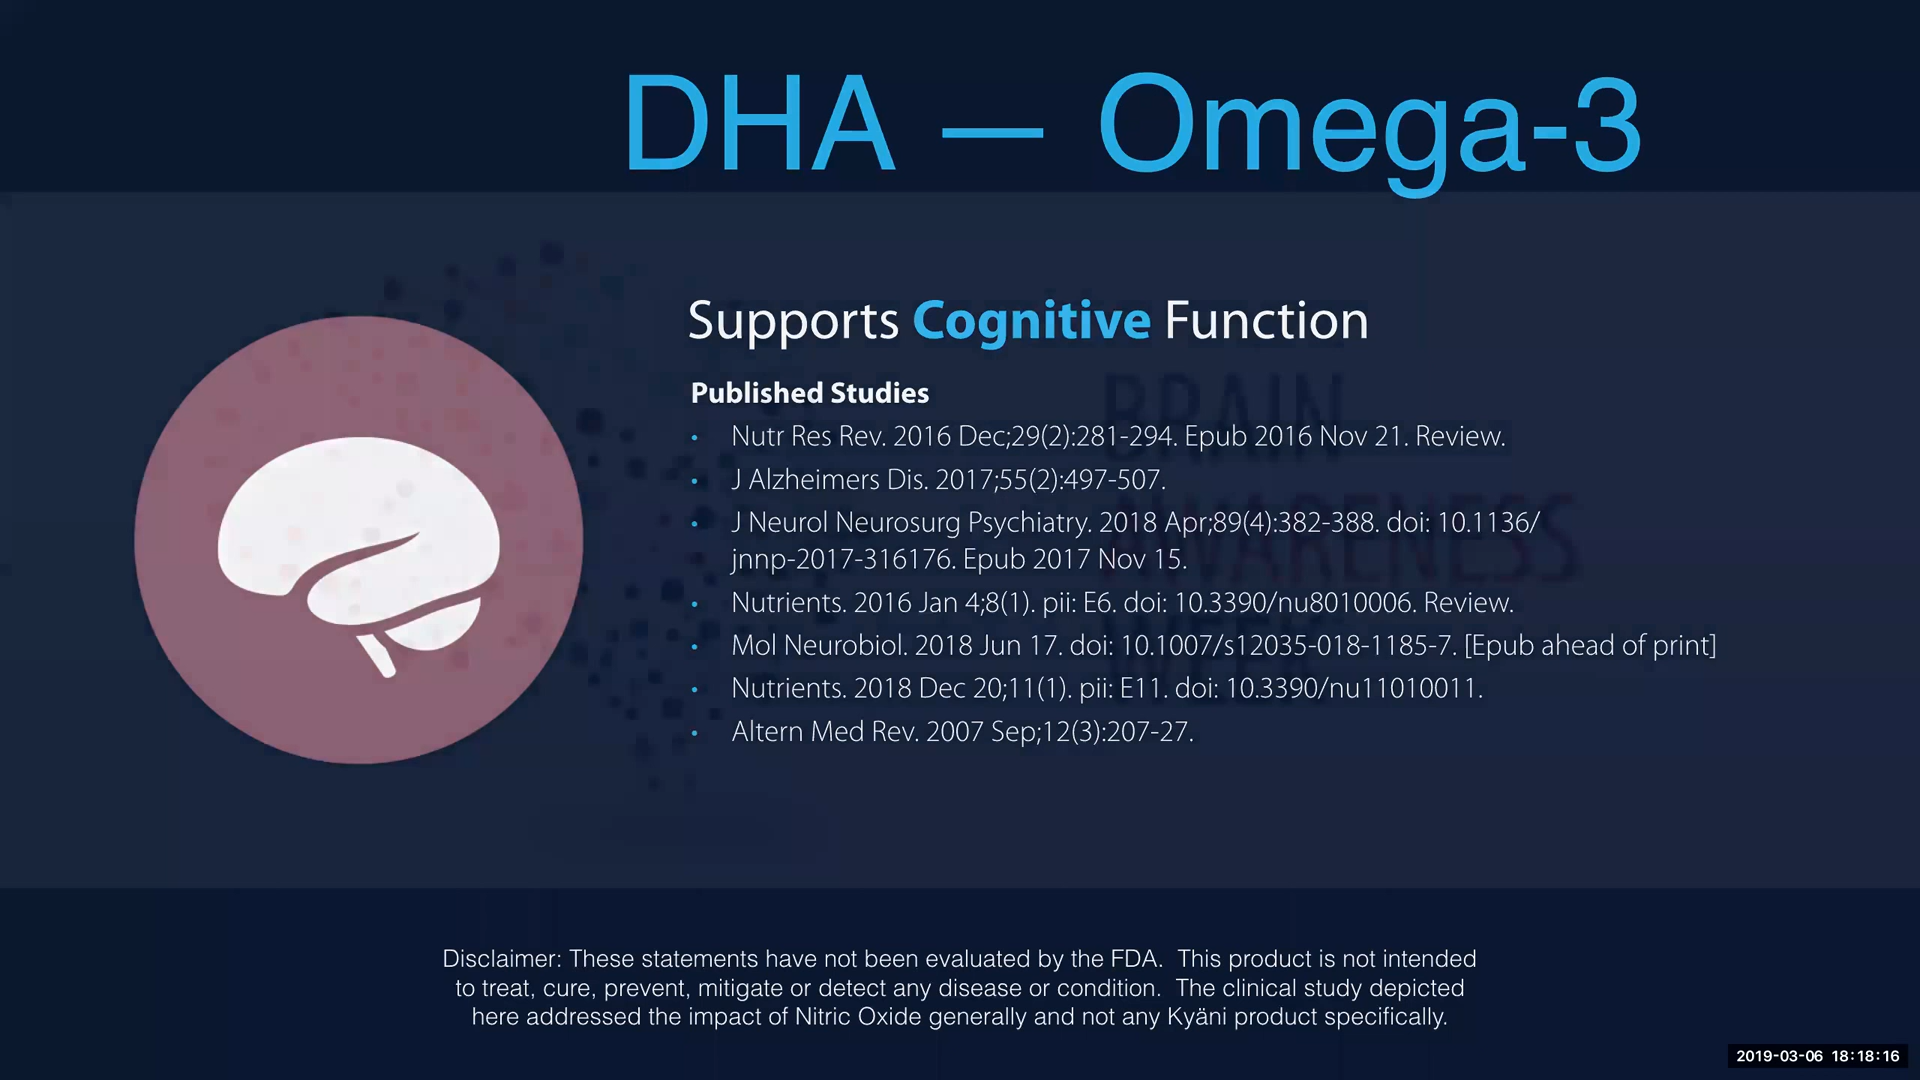 DHA — Omega-3
Supports Cognitive Function
Published Studies
• Nutr Res Rev. 2016 Dec;29(2):281-294. Epub 2016 Nov 21. Review.
• J Alzheimers Dis. 2017;55(2):497-507.
• J Neurol Neurosurg Psychiatry. 2018 Apr;89(4):382-388. doi: 10.1136/
jnnp-2017-316176. Epub 2017 Nov 15.
• Nutrients. 2016 Jan 4;8(1). pii: E6. doi: 10.3390/nu8010006. Review.
• Mol Neurobiol. 2018 Jun 17. doi: 10.1007/s12035-018-1185-7. [Epub ahead of print]
• Nutrients. 2018 Dec 20;11(1). pii: E11. doi: 10.3390/nu11010011.
• Altern Med Rev. 2007 Sep;12(3):207-27.
BRAIN
AWARENESS
WEEK
Disclaimer: These statements have not been evaluated by the FDA.  This product is not intended
to treat, cure, prevent, mitigate or detect any disease or condition.  The clinical study depicted
here addressed the impact of Nitric Oxide generally and not any Kyäni product specifically.
2019-03-06 18:18:16